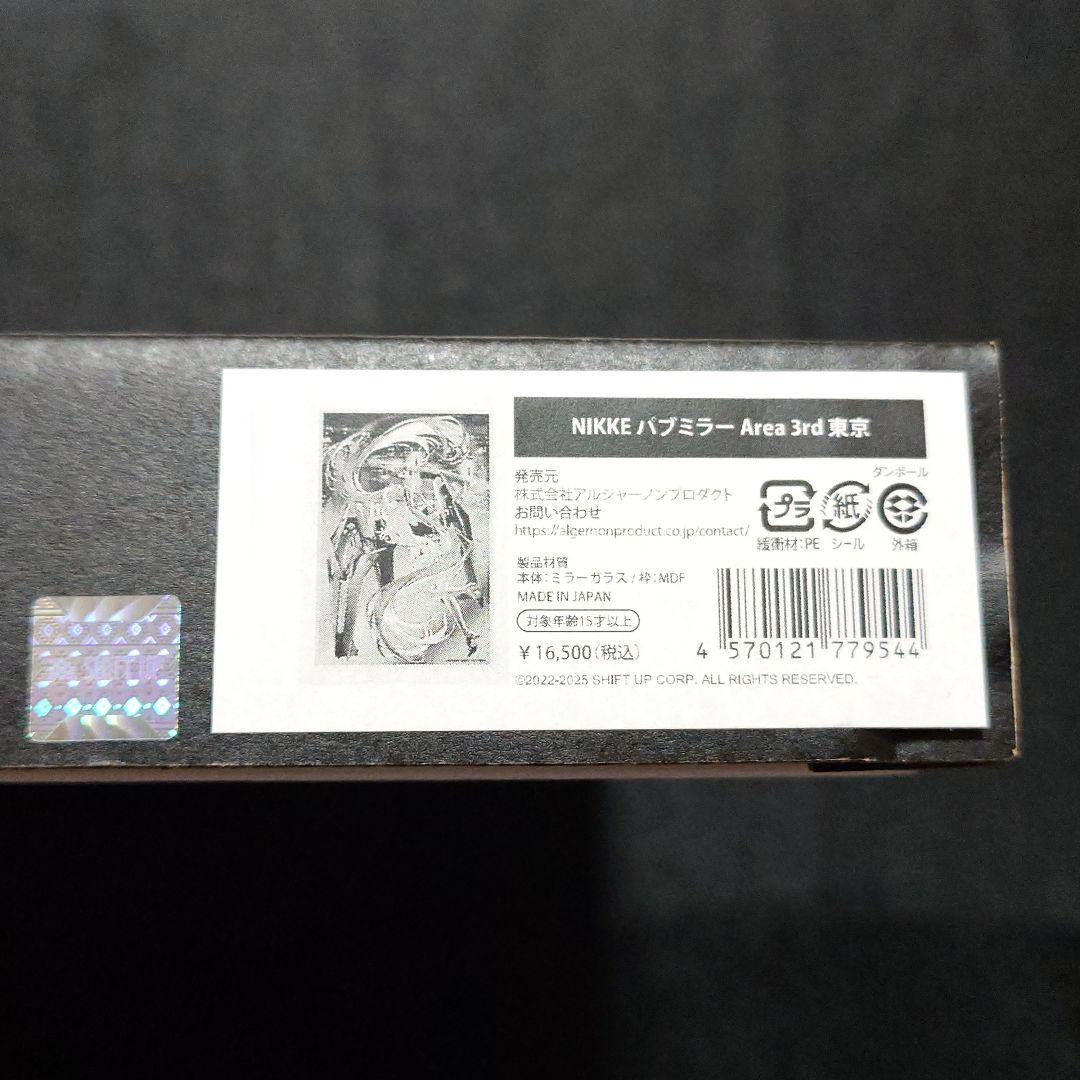 NIKKE パブミラー Area 3rd 東京
発売元
株式会社アルジャーノンプロダクト
お問い合わせ
https://algernonproduct.co.jp/contact/
ダンボール
プラ 紙
緩衝材:PE シール 外箱
製品材質
本体:ミラーガラス / 枠:MDF
MADE IN JAPAN
対象年齢15才以上
¥16,500(税込)
4 570121 779544
©2022-2025 SHIFT UP CORP. ALL RIGHTS RESERVED.